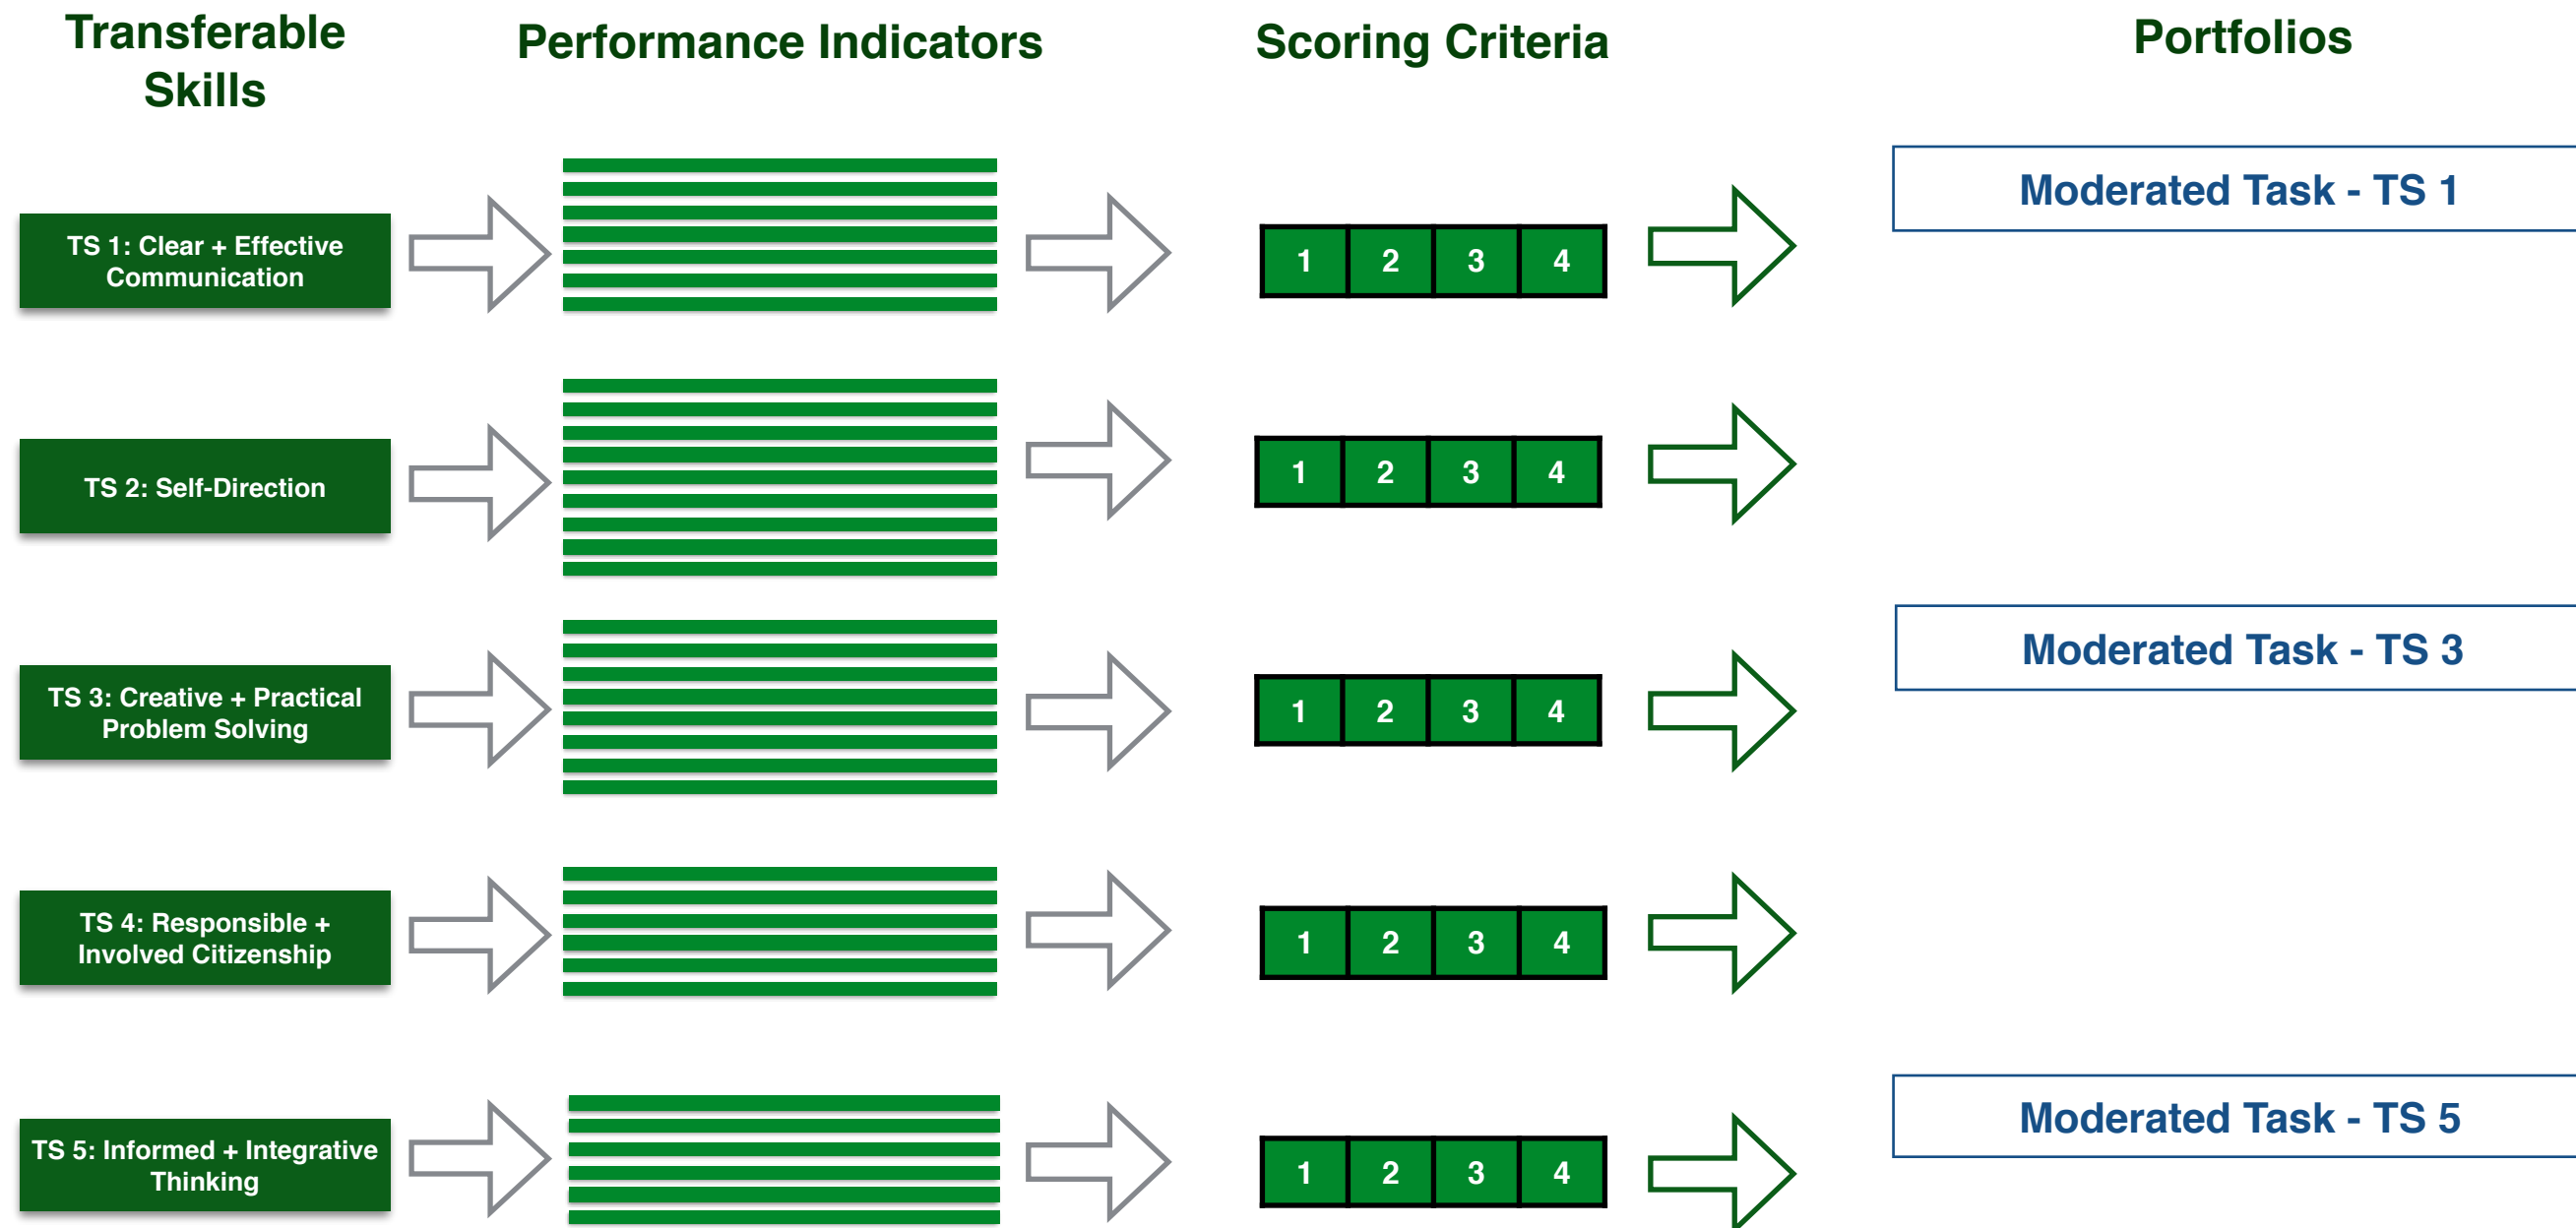 Transferable
Skills
Performance Indicators
Scoring Criteria
Portfolios
TS 1: Clear + Effective
Communication
1 2 3 4
Moderated Task - TS 1
TS 2: Self-Direction
1 2 3 4
TS 3: Creative + Practical
Problem Solving
1 2 3 4
Moderated Task - TS 3
TS 4: Responsible +
Involved Citizenship
1 2 3 4
TS 5: Informed + Integrative
Thinking
1 2 3 4
Moderated Task - TS 5